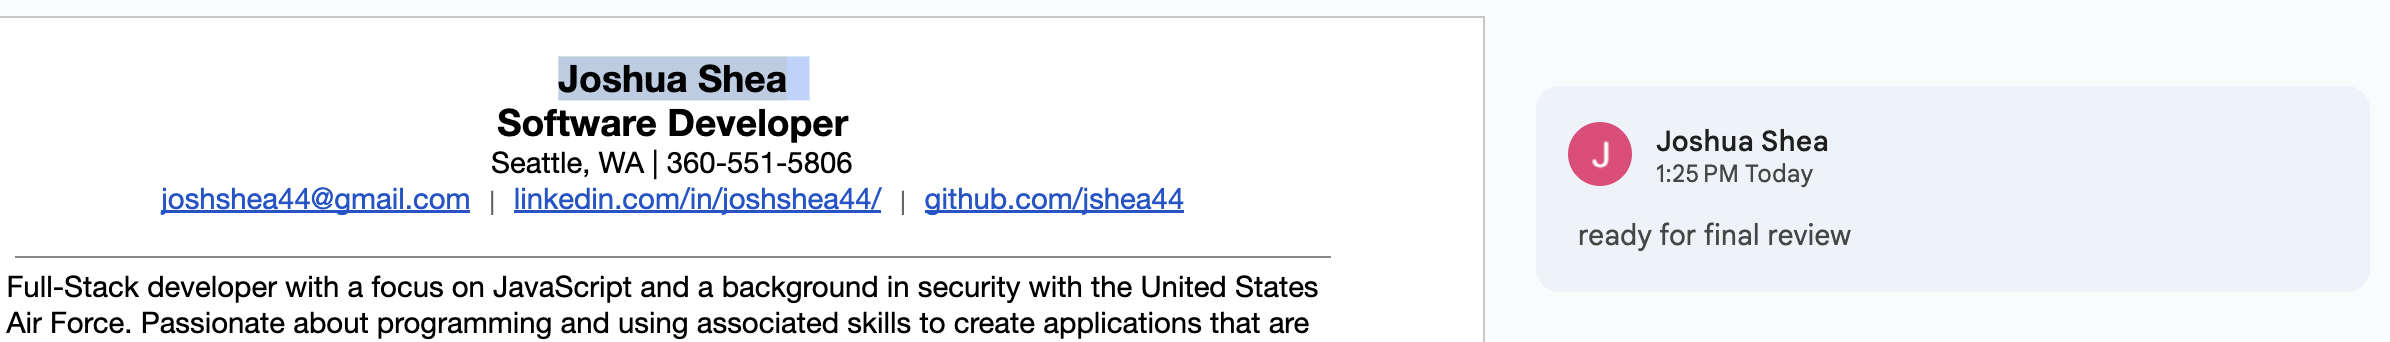 Joshua Shea
Software Developer
Seattle, WA | 360-551-5806
joshshea44@gmail.com | linkedin.com/in/joshshea44/ | github.com/jshea44
Full-Stack developer with a focus on JavaScript and a background in security with the United States
Air Force. Passionate about programming and using associated skills to create applications that are
J
Joshua Shea
1:25 PM Today
ready for final review